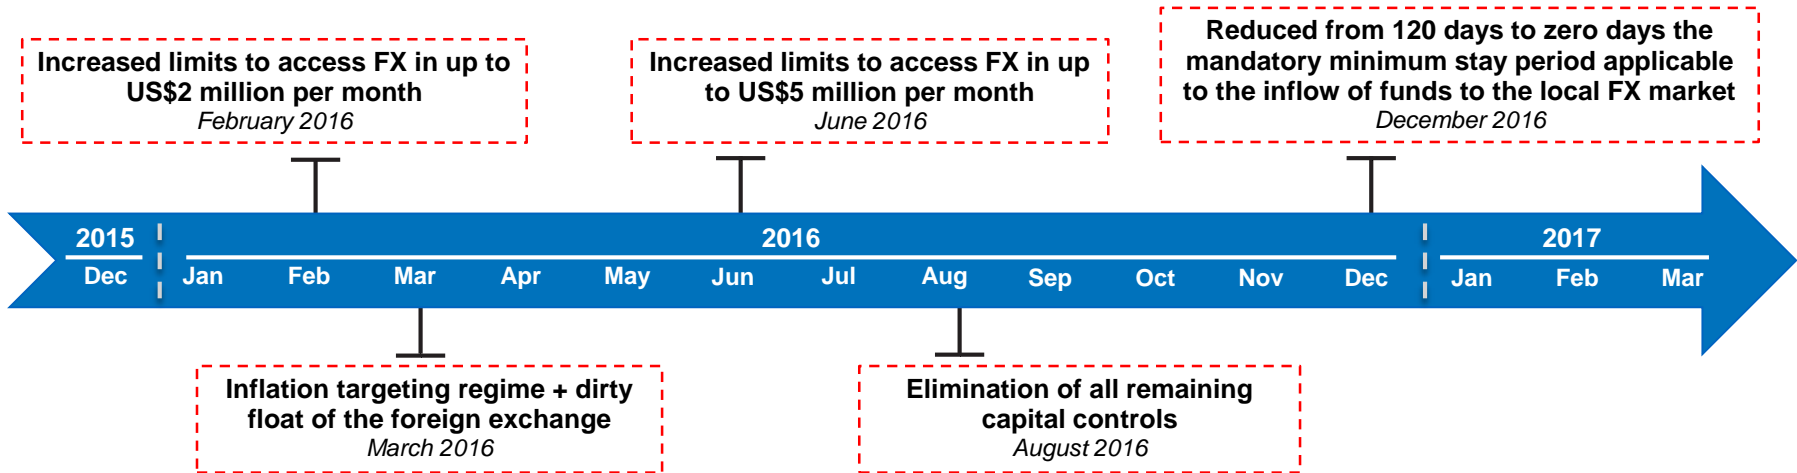 Increased limits to access FX in up to
US$2 million per month
February 2016
Increased limits to access FX in up
to US$5 million per month
June 2016
Reduced from 120 days to zero days the
mandatory minimum stay period applicable
to the inflow of funds to the local FX market
December 2016
2015
2016
2017
Dec
Jan
Feb
Mar
Apr
May
Jun
Jul
Aug
Sep
Oct
Nov
Dec
Jan
Feb
Mar
Inflation targeting regime + dirty
float of the foreign exchange
March 2016
Elimination of all remaining
capital controls
August 2016